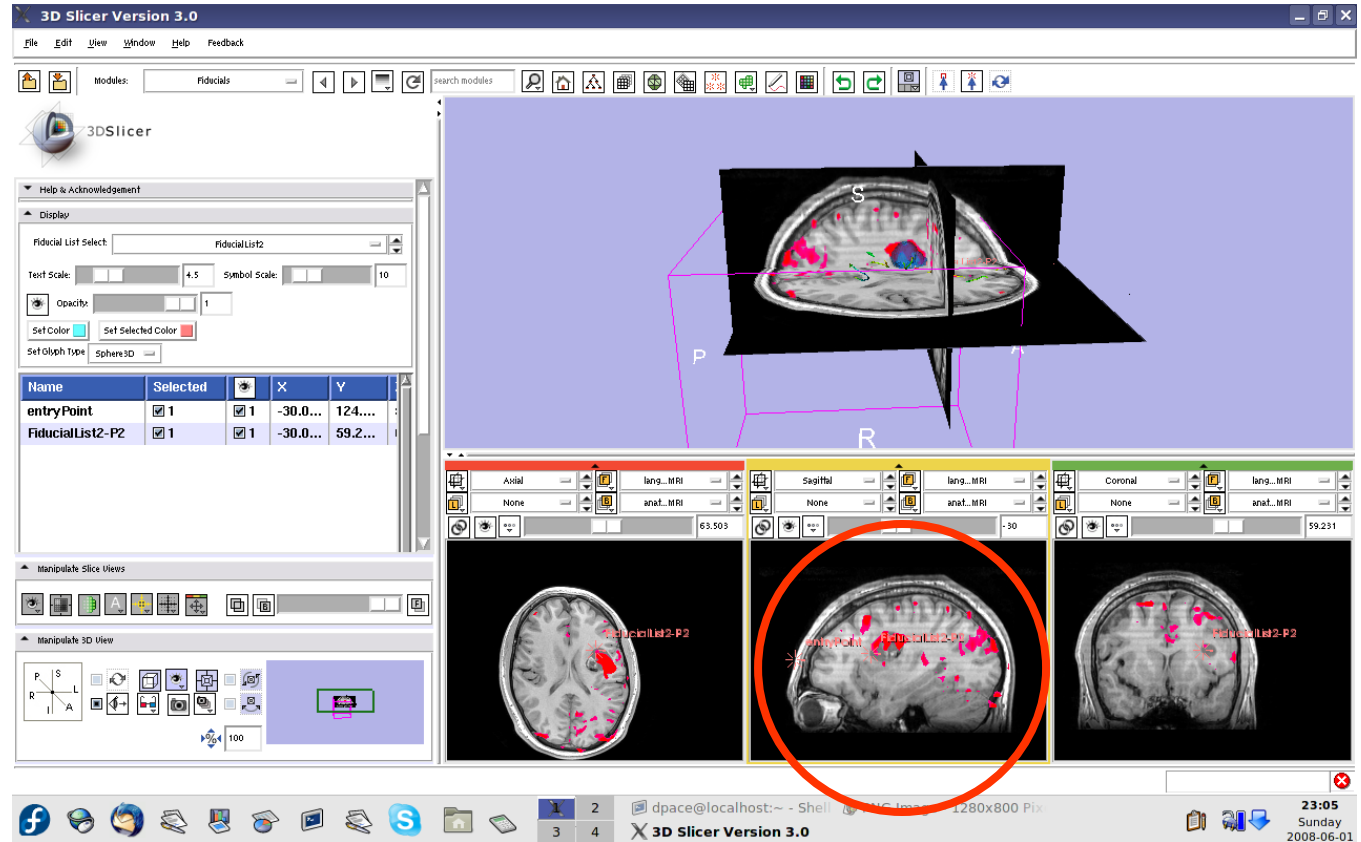 3D Slicer Version 3.0
File Edit View Window Help Feedback
Modules: Fiducials search modules
3DSlicer
Help & Acknowledgement
Display
Fiducial List Select: FiducialList2
Text Scale: 4.5 Symbol Scale: 10
Opacity: 1
Set Color Set Selected Color
Set Glyph Type Sphere3D
Name Selected X Y
entryPoint 1 1 -30.0... 124....
FiducialList2-P2 1 1 -30.0... 59.2...
Manipulate Slice Views
Manipulate 3D View
P S
R L
I A
100
S
P
A
R
Axial lang...MRI
None anat...MRI
63.503
FiducialList2-P2
Sagittal lang...MRI
None anat...MRI
-30
entryPoint FiducialList2-P2
Coronal lang...MRI
None anat...MRI
59.231
FiducialList2-P2
1 2
3 4
dpace@localhost:~ - Shell PNG Image - 1280x800 Pix
3D Slicer Version 3.0
23:05
Sunday
2008-06-01